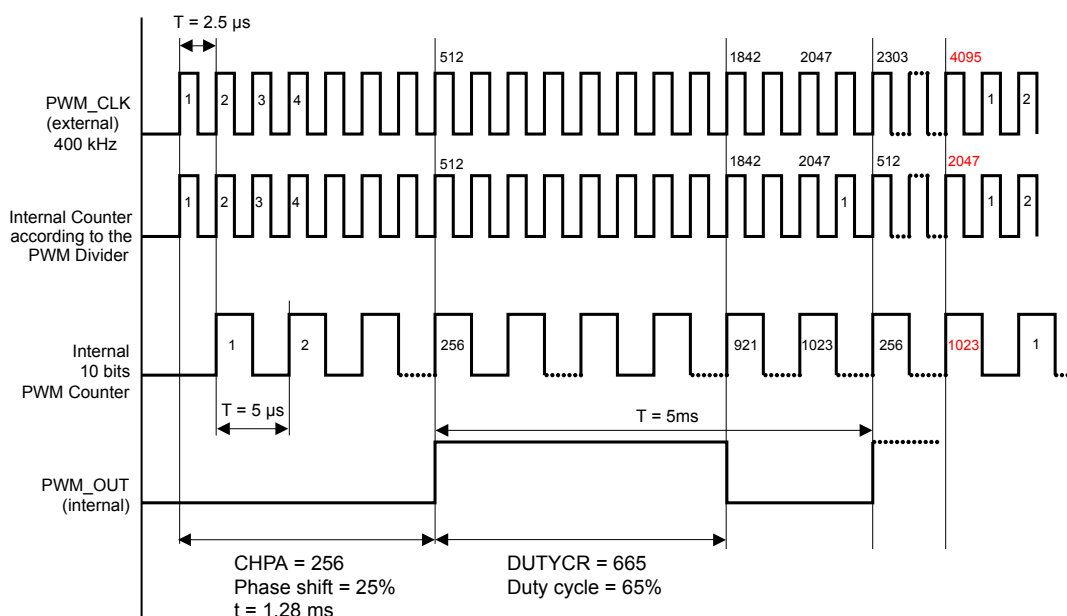 T = 2.5 µs
512
1842
2047
2303
4095
PWM_CLK
(external)
400 kHz
1
2
3
4
1
2
512
1842
2047
512
2047
Internal Counter
according to the
PWM Divider
1
2
3
4
1
1
2
Internal
10 bits
PWM Counter
1
2
256
921
1023
256
1023
1
T = 5 µs
T = 5ms
PWM_OUT
(internal)
CHPA = 256
Phase shift = 25%
t = 1.28 ms
DUTYCR = 665
Duty cycle = 65%